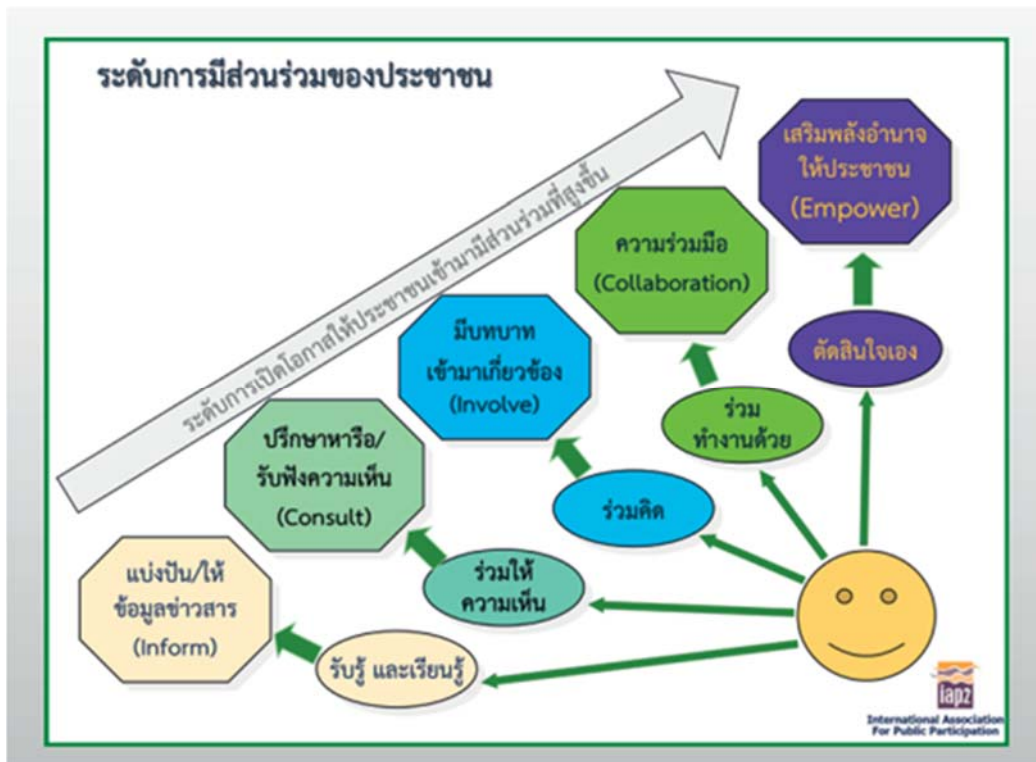 ระดับการมีส่วนร่วมของประชาชน
ระดับการเปิดโอกาสให้ประชาชนเข้ามามีส่วนร่วมที่สูงขึ้น
เสริมพลังอำนาจ
ให้ประชาชน
(Empower)
ความร่วมมือ
(Collaboration)
มีบทบาท
เข้ามาเกี่ยวข้อง
(Involve)
ตัดสินใจเอง
ปรึกษาหารือ/
รับฟังความเห็น
(Consult)
ร่วม
ทำงานด้วย
ร่วมคิด
แบ่งปัน/ให้
ข้อมูลข่าวสาร
(Inform)
ร่วมให้
ความเห็น
รับรู้ และเรียนรู้
iap2
International Association
For Public Participation